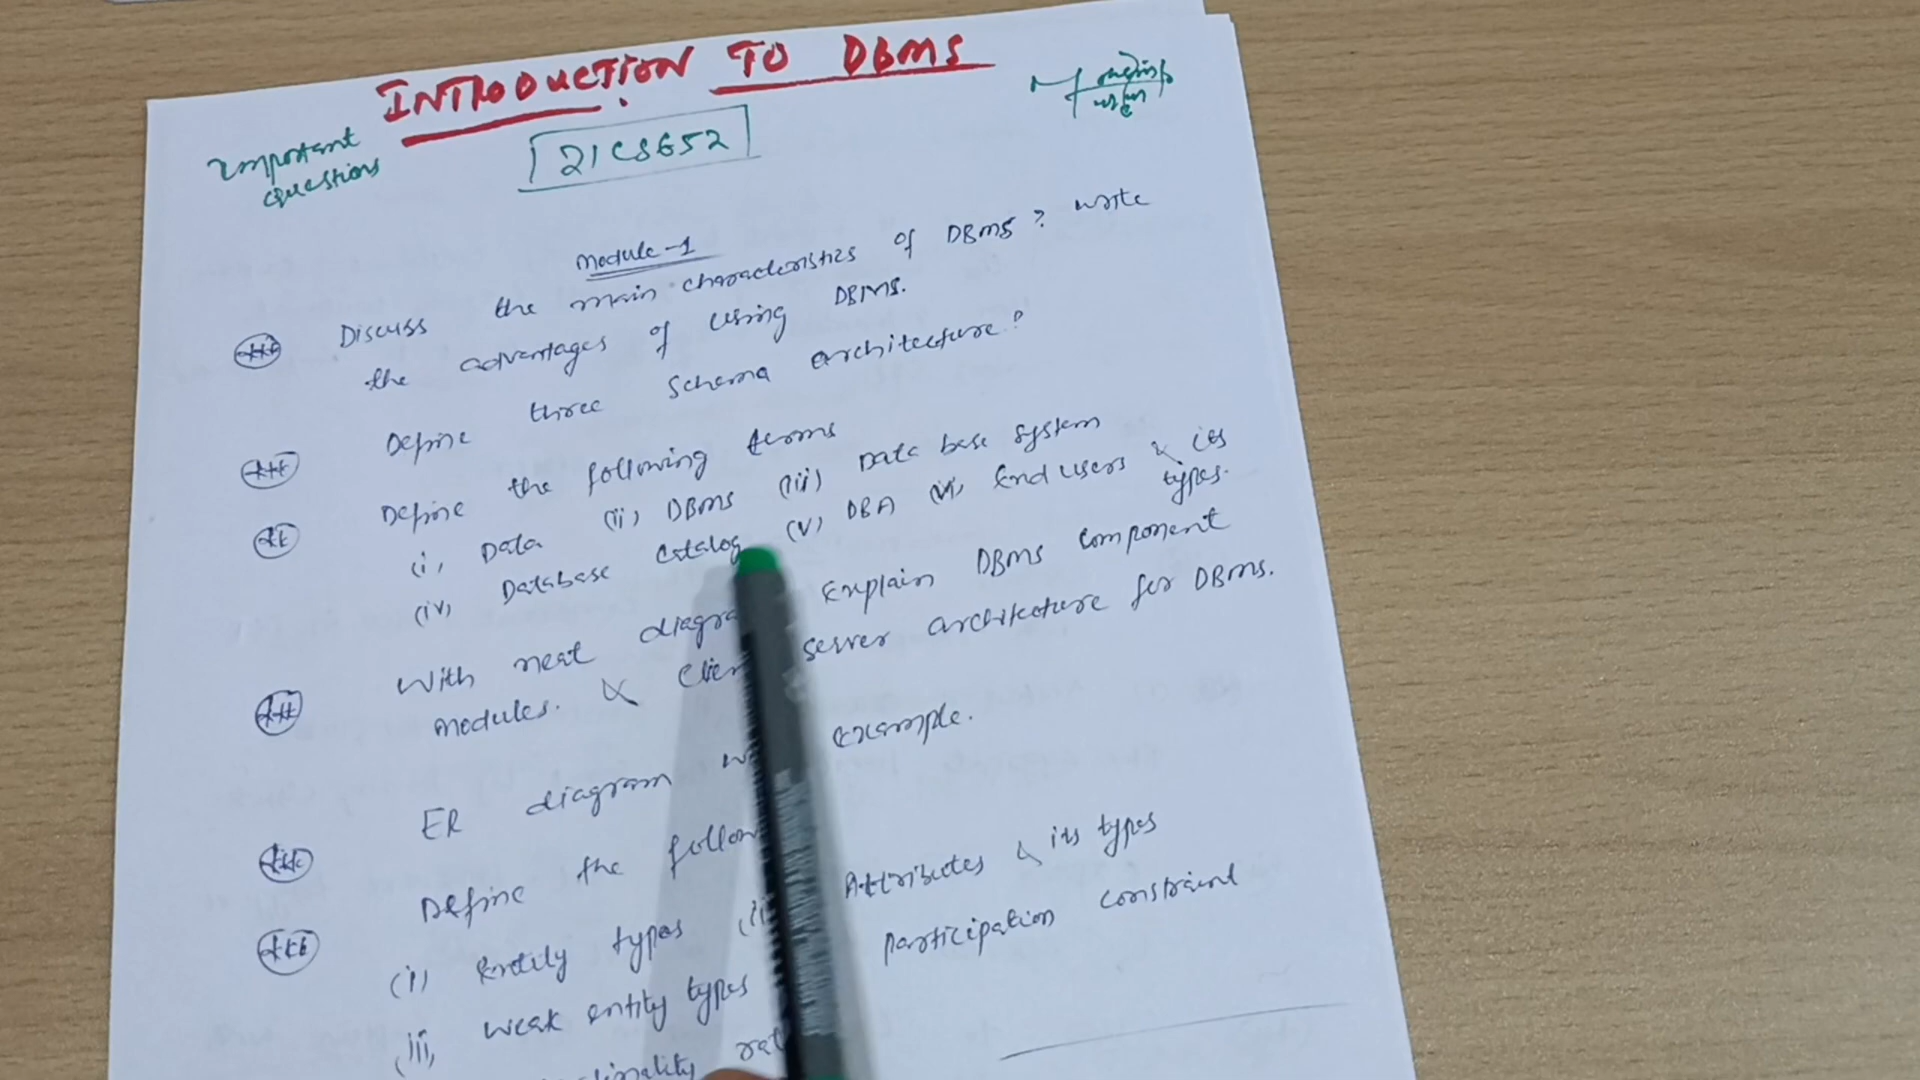 INTRODUCTION TO DBMS
Important
questions
21CS652
Module-1
Discuss the main characteristics of DBMS? write
the advantages of using DBMS.
Define three schema architecture?
Define the following terms
(i) Data (ii) DBMS (iii) Data base system
(iv) Database catalog (v) DBA (vi) End users & its
types.
With neat explain DBMS component
modules. & server architecture for DBMS.
ER diagram example.
Define the
(i) Entity types Attributes & its types
(iii) weak entity types participation constraint